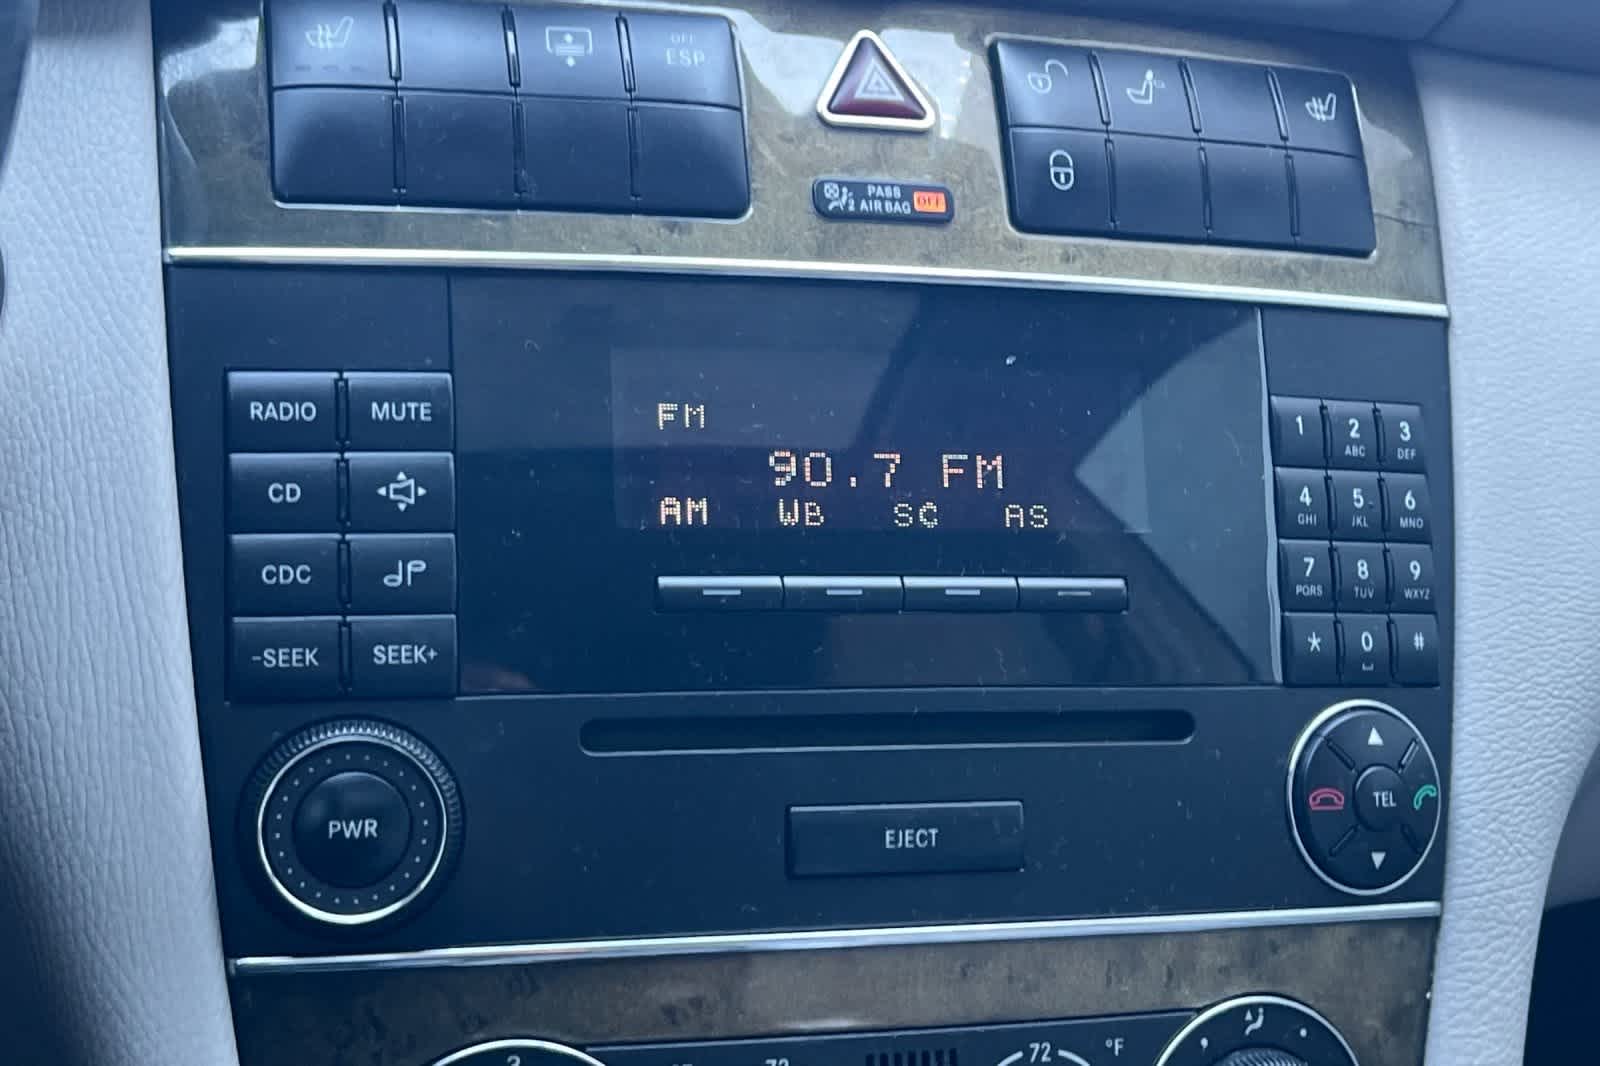 OFF
ESP
PASS
AIR BAG OFF
2
RADIO MUTE
CD
CDC
-SEEK SEEK+
PWR
FM
90.7 FM
AM WB SC AS
1 2 ABC 3 DEF
4 GHI 5 JKL 6 MNO
7 PQRS 8 TUV 9 WXYZ
* 0 #
TEL
EJECT
72 °F